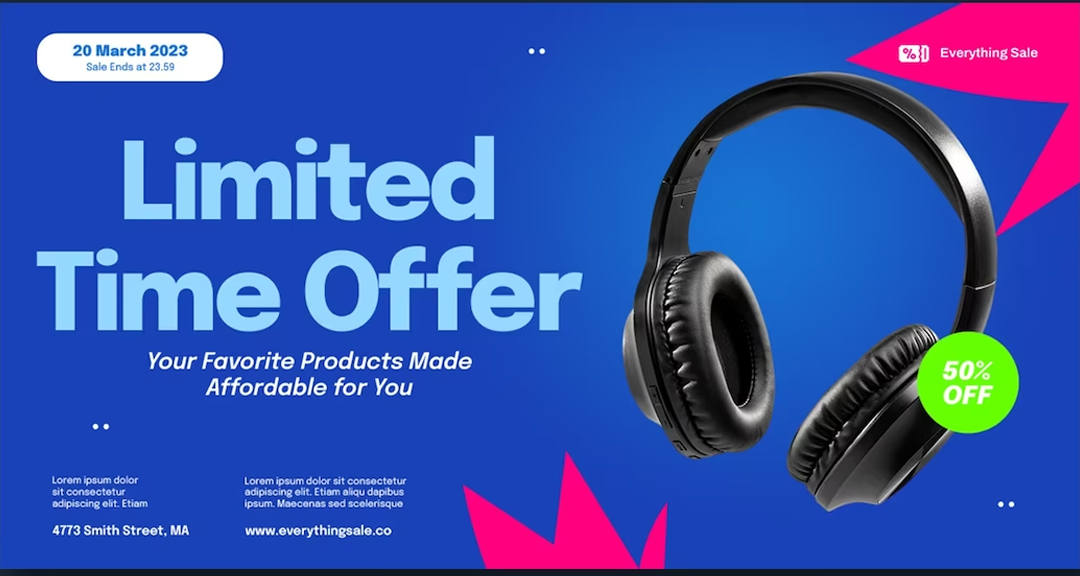 20 March 2023
Sale Ends at 23.59
Everything Sale
Limited
Time Offer
Your Favorite Products Made
Affordable for You
50%
OFF
Lorem ipsum dolor
sit consectetur
adipiscing elit. Etiam
4773 Smith Street, MA
Lorem ipsum dolor sit consectetur
adipiscing elit. Etiam aliqu dapibus
ipsum. Maecenas sed scelerisque
www.everythingsale.co